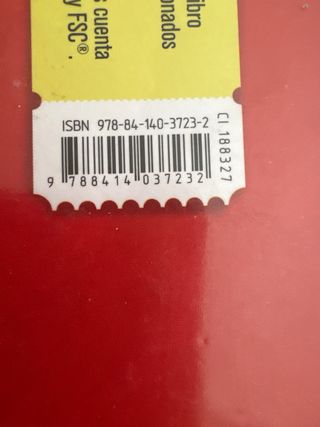 libro
onados
s cuenta
y FSC®.
ISBN 978-84-140-3723-2
9 788414 037232
CI 188327